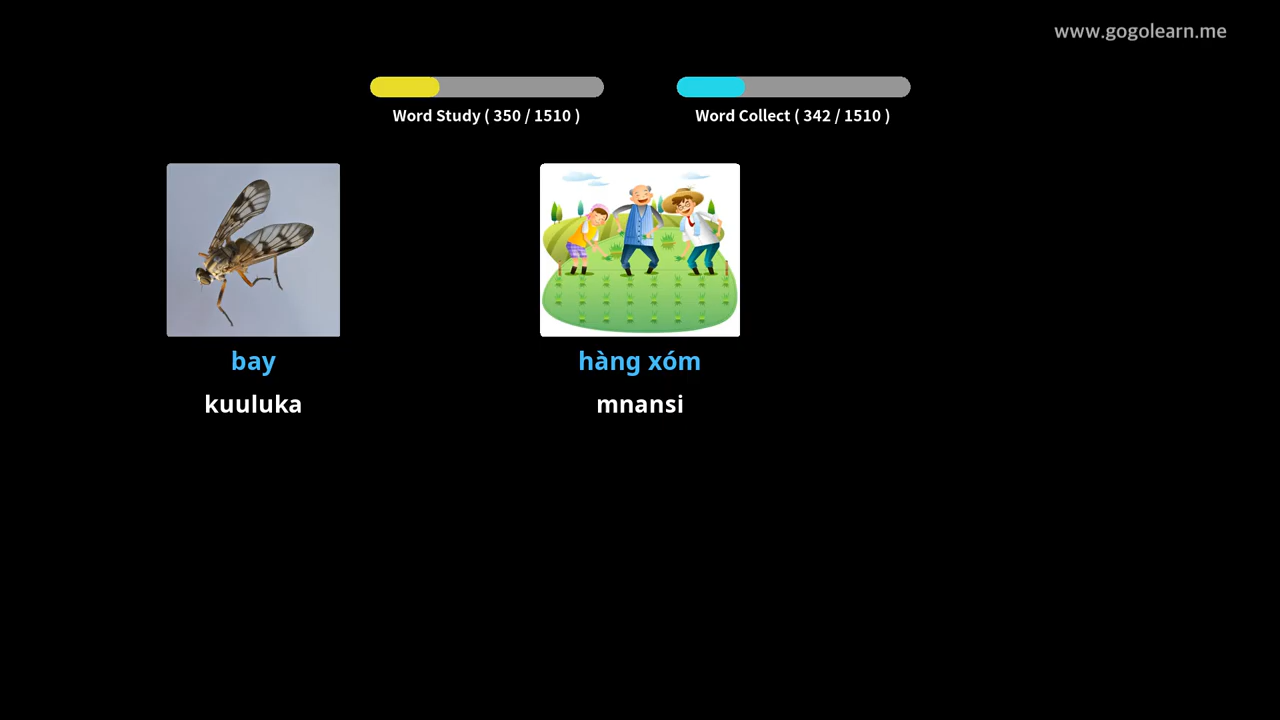 www.gogolearn.me
Word Study ( 350 / 1510 )
Word Collect ( 342 / 1510 )
bay
kuuluka
hàng xóm
mnansi